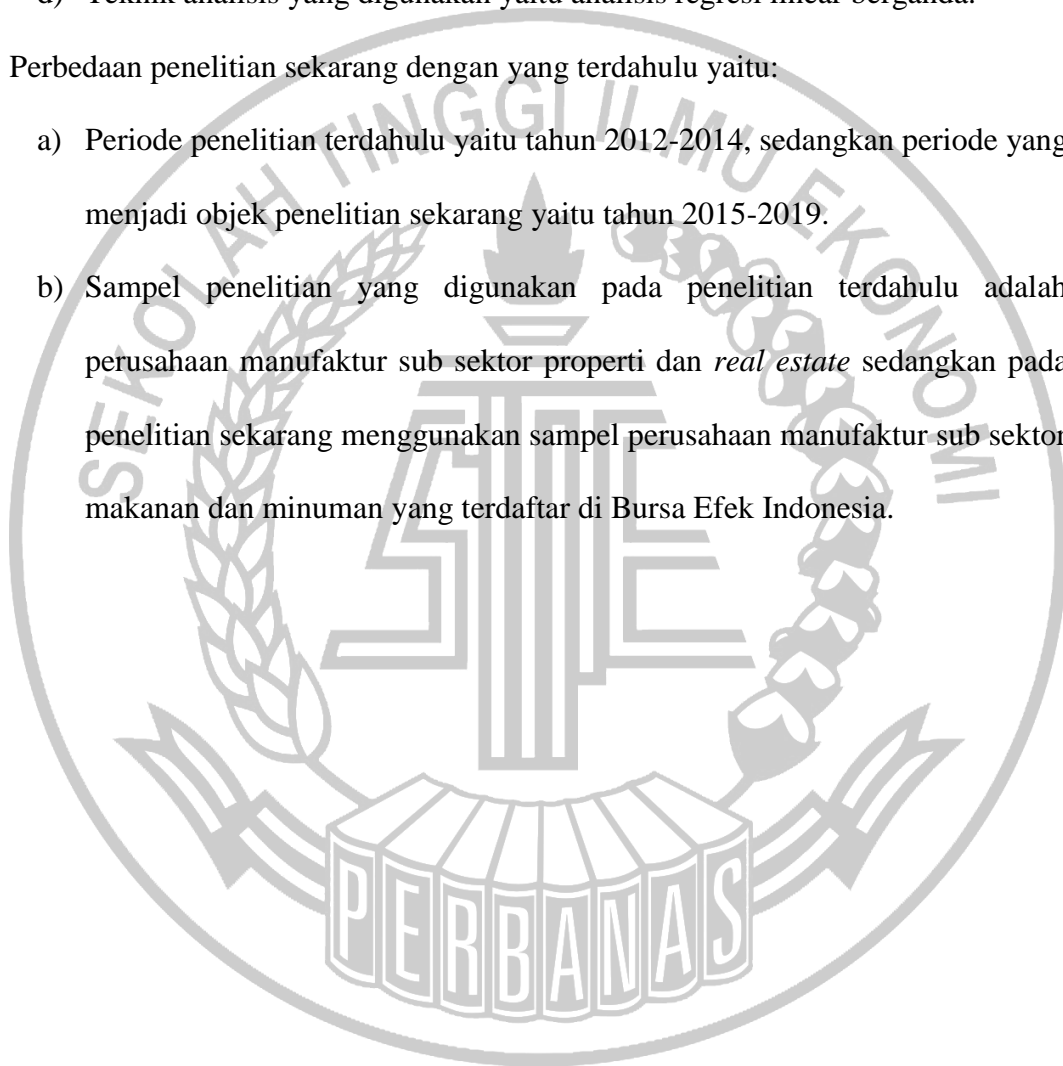 d) Teknik analisis yang digunakan yaitu analisis regresi linear berganda.
Perbedaan penelitian sekarang dengan yang terdahulu yaitu:
a) Periode penelitian terdahulu yaitu tahun 2012-2014, sedangkan periode yang
menjadi objek penelitian sekarang yaitu tahun 2015-2019.
b) Sampel penelitian yang digunakan pada penelitian terdahulu adalah
perusahaan manufaktur sub sektor properti dan real estate sedangkan pada
penelitian sekarang menggunakan sampel perusahaan manufaktur sub sektor
makanan dan minuman yang terdaftar di Bursa Efek Indonesia.
SEKOLAH TINGGI ILMU EKONOMI
STIE
PERBANAS